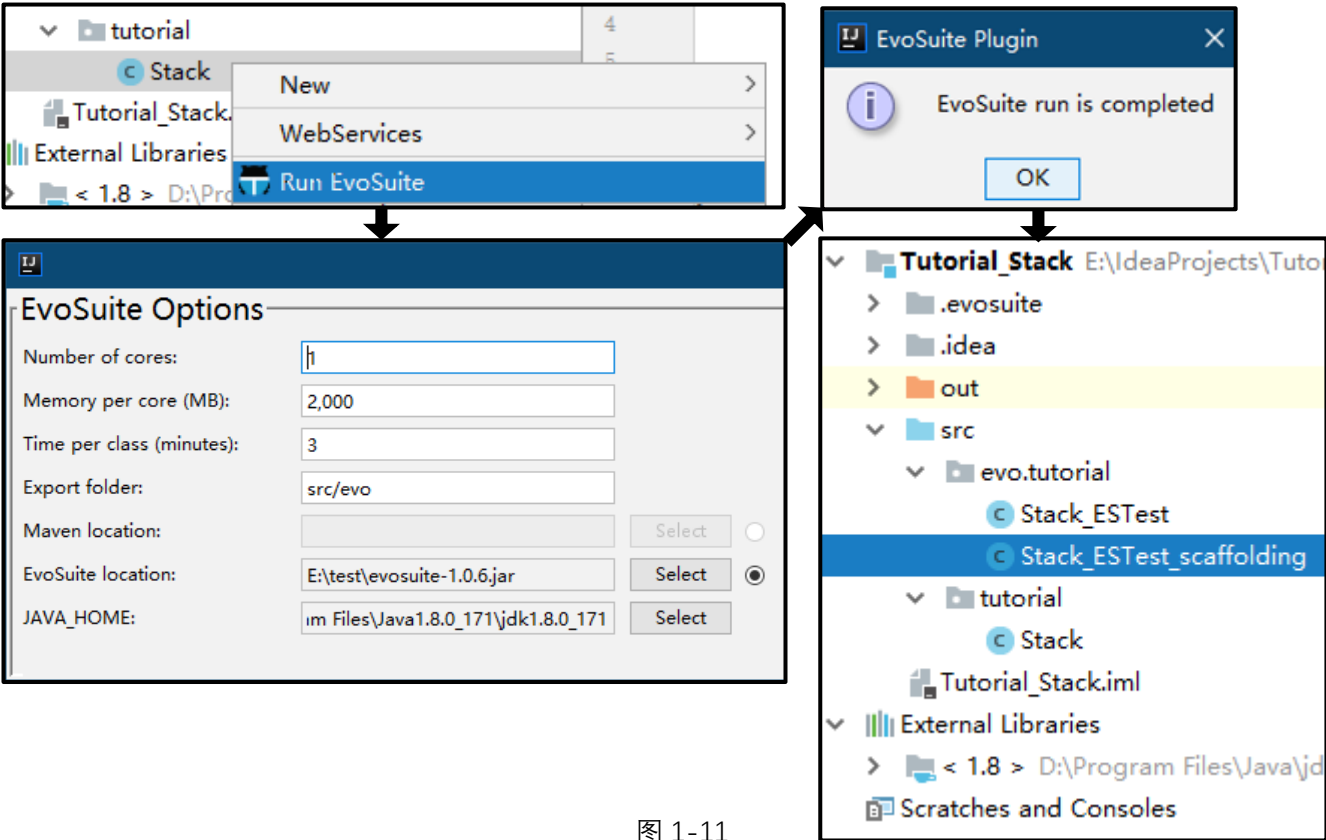 tutorial
4
Stack
5
New
Tutorial_Stack.
WebServices
External Libraries
Run EvoSuite
< 1.8 > D:\Pro
EvoSuite Options
Number of cores:
1
Memory per core (MB):
2,000
Time per class (minutes):
3
Export folder:
src/evo
Maven location:
Select
EvoSuite location:
E:\test\evosuite-1.0.6.jar
Select
JAVA_HOME:
m Files\Java1.8.0_171\jdk1.8.0_171
Select
EvoSuite Plugin
EvoSuite run is completed
OK
Tutorial_Stack E:\IdeaProjects\Tutor
.evosuite
.idea
out
src
evo.tutorial
Stack_ESTest
Stack_ESTest_scaffolding
tutorial
Stack
Tutorial_Stack.iml
External Libraries
< 1.8 > D:\Program Files\Java\jd
Scratches and Consoles
图 1-11